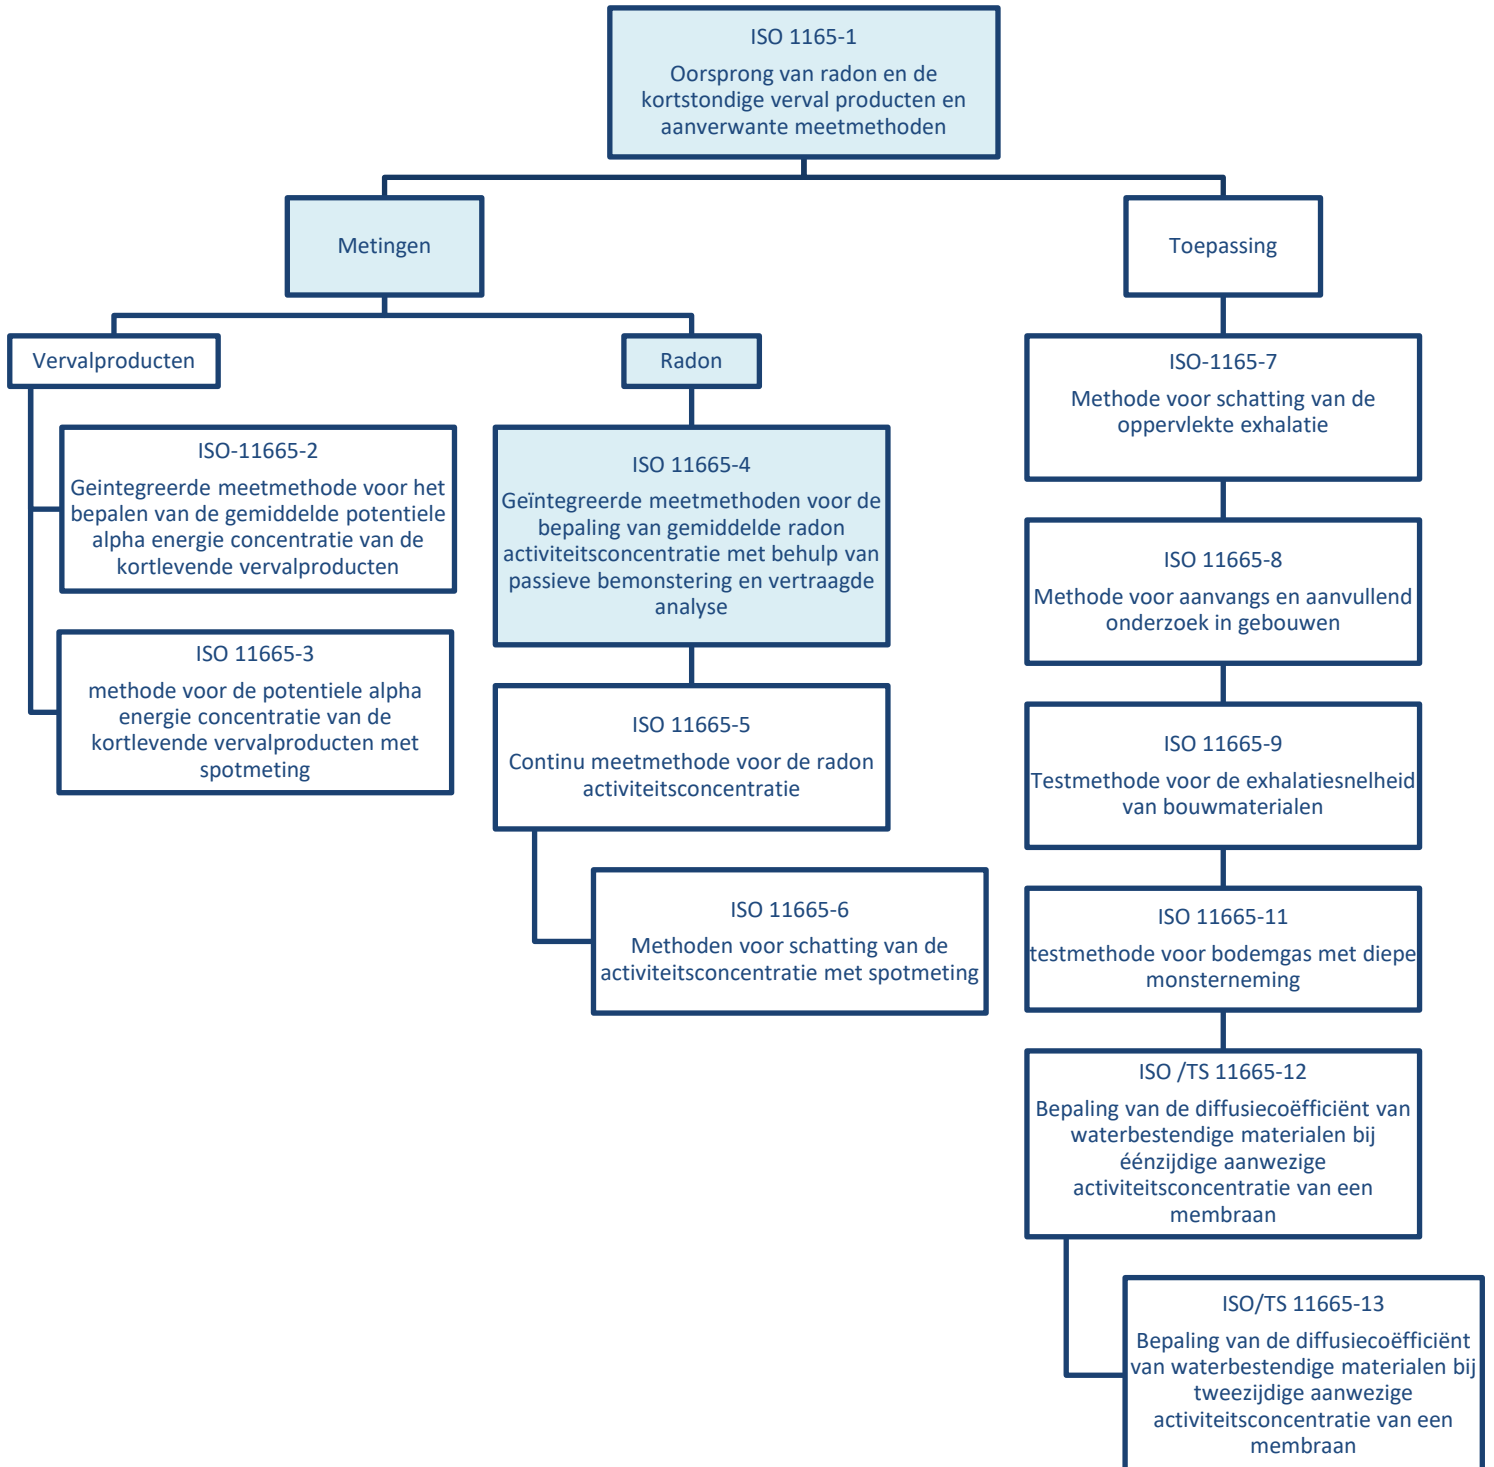 ISO 1165-1
Oorsprong van radon en de
kortstondige verval producten en
aanverwante meetmethoden
Metingen
Toepassing
Vervalproducten
Radon
ISO-11665-2
Geintegreerde meetmethode voor het
bepalen van de gemiddelde potentiele
alpha energie concentratie van de
kortlevende vervalproducten
ISO 11665-3
methode voor de potentiele alpha
energie concentratie van de
kortlevende vervalproducten met
spotmeting
ISO 11665-4
Geïntegreerde meetmethoden voor de
bepaling van gemiddelde radon
activiteitsconcentratie met behulp van
passieve bemonstering en vertraagde
analyse
ISO 11665-5
Continu meetmethode voor de radon
activiteitsconcentratie
ISO 11665-6
Methoden voor schatting van de
activiteitsconcentratie met spotmeting
ISO-1165-7
Methode voor schatting van de
oppervlekte exhalatie
ISO 11665-8
Methode voor aanvangs en aanvullend
onderzoek in gebouwen
ISO 11665-9
Testmethode voor de exhalatiesnelheid
van bouwmaterialen
ISO 11665-11
testmethode voor bodemgas met diepe
monsterneming
ISO /TS 11665-12
Bepaling van de diffusiecoëfficiënt van
waterbestendige materialen bij
éénzijdige aanwezige
activiteitsconcentratie van een
membraan
ISO/TS 11665-13
Bepaling van de diffusiecoëfficiënt
van waterbestendige materialen bij
tweezijdige aanwezige
activiteitsconcentratie van een
membraan